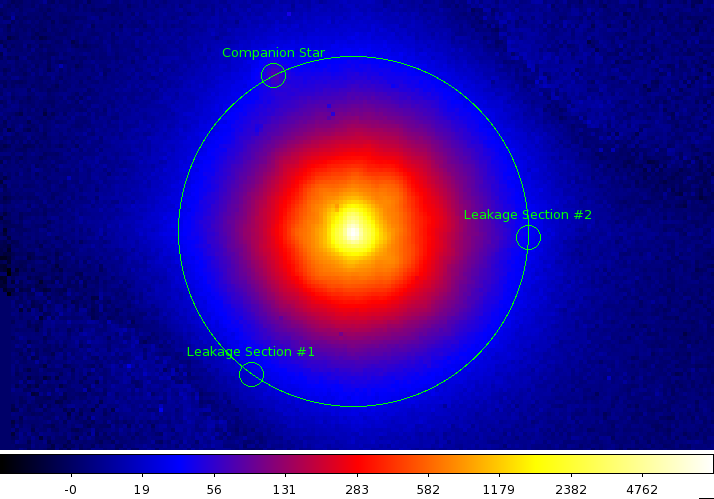 Companion Star
Leakage Section #2
Leakage Section #1
-0 19 56 131 283 582 1179 2382 4762